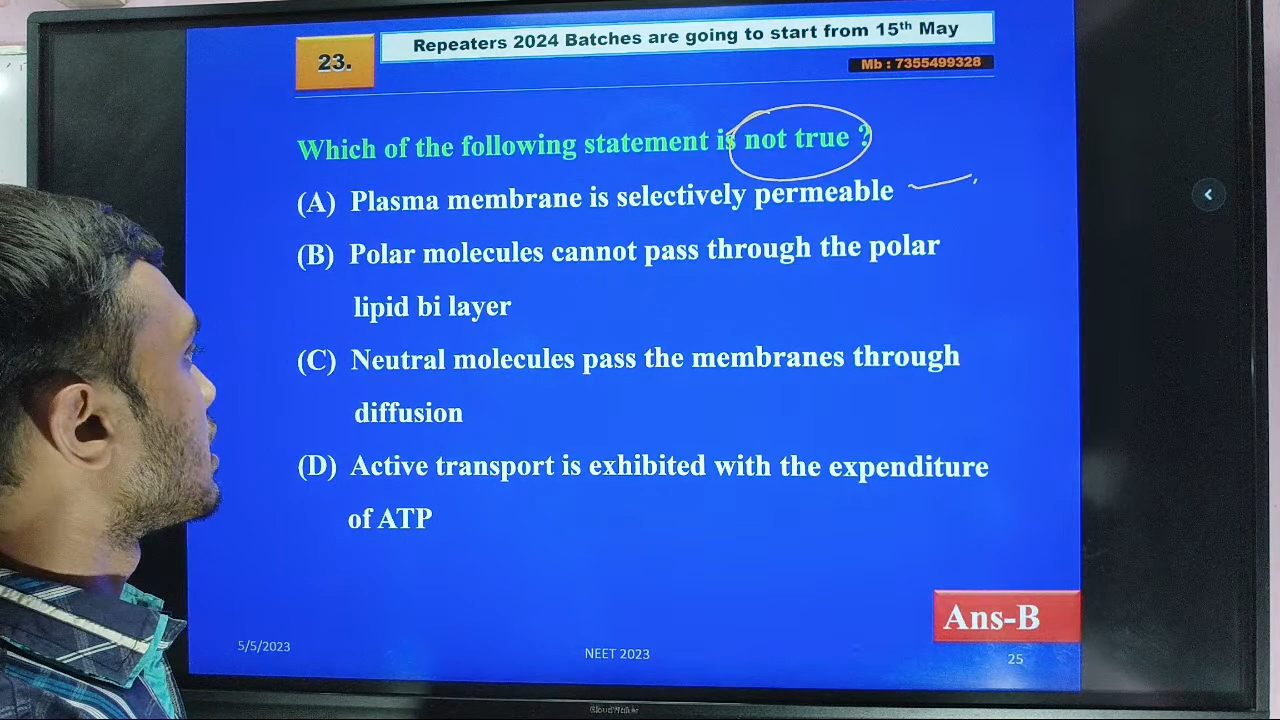 23.
Repeaters 2024 Batches are going to start from 15th May
Mb : 7355499328
Which of the following statement is not true ?
(A) Plasma membrane is selectively permeable
(B) Polar molecules cannot pass through the polar
lipid bi layer
(C) Neutral molecules pass the membranes through
diffusion
(D) Active transport is exhibited with the expenditure
of ATP
Ans-B
5/5/2023
NEET 2023
25
CloudWalker